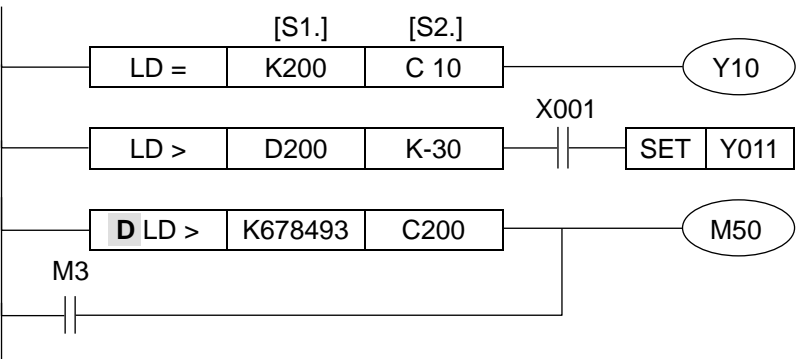 [S1.] [S2.]
LD = K200 C 10 Y10
X001
LD > D200 K-30 SET Y011
D LD > K678493 C200 M50
M3